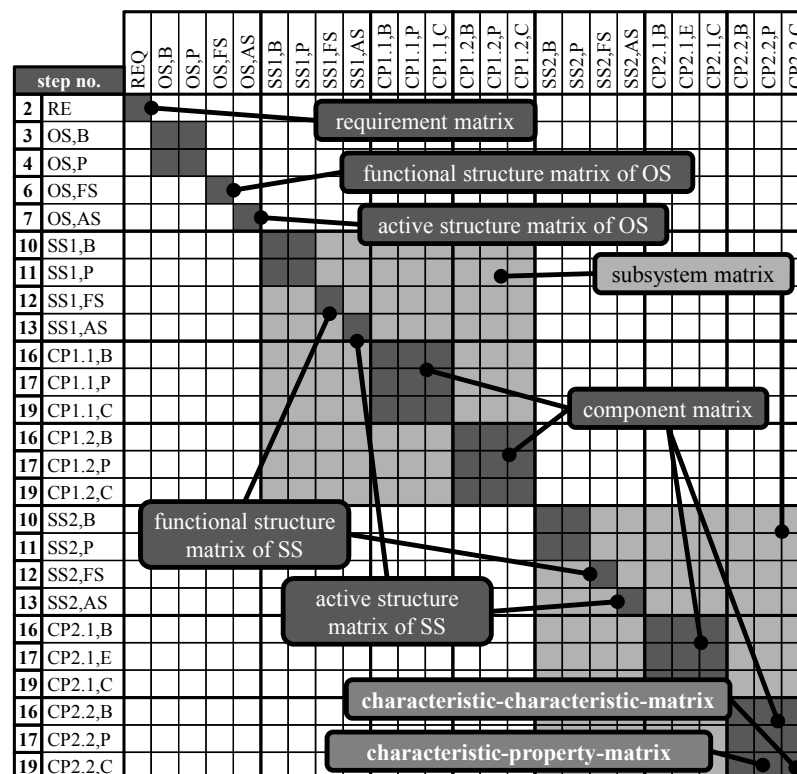 REQ OS,B OS,P OS,FS OS,AS SS1,B SS1,P SS1,FS SS1,AS CP1.1,B CP1.1,P CP1.1,C CP1.2,B CP1.2,P CP1.2,C SS2,B SS2,P SS2,FS SS2,AS CP2.1,B CP2.1,E CP2.1,C CP2.2,B CP2.2,P CP2.2,C
step no.
2 RE
requirement matrix
3 OS,B
4 OS,P
functional structure matrix of OS
6 OS,FS
7 OS,AS
active structure matrix of OS
10 SS1,B
11 SS1,P
subsystem matrix
12 SS1,FS
13 SS1,AS
16 CP1.1,B
17 CP1.1,P
19 CP1.1,C
component matrix
16 CP1.2,B
17 CP1.2,P
19 CP1.2,C
10 SS2,B
functional structure
matrix of SS
11 SS2,P
12 SS2,FS
13 SS2,AS
active structure
matrix of SS
16 CP2.1,B
17 CP2.1,E
19 CP2.1,C
characteristic-characteristic-matrix
16 CP2.2,B
17 CP2.2,P
characteristic-property-matrix
19 CP2.2,C